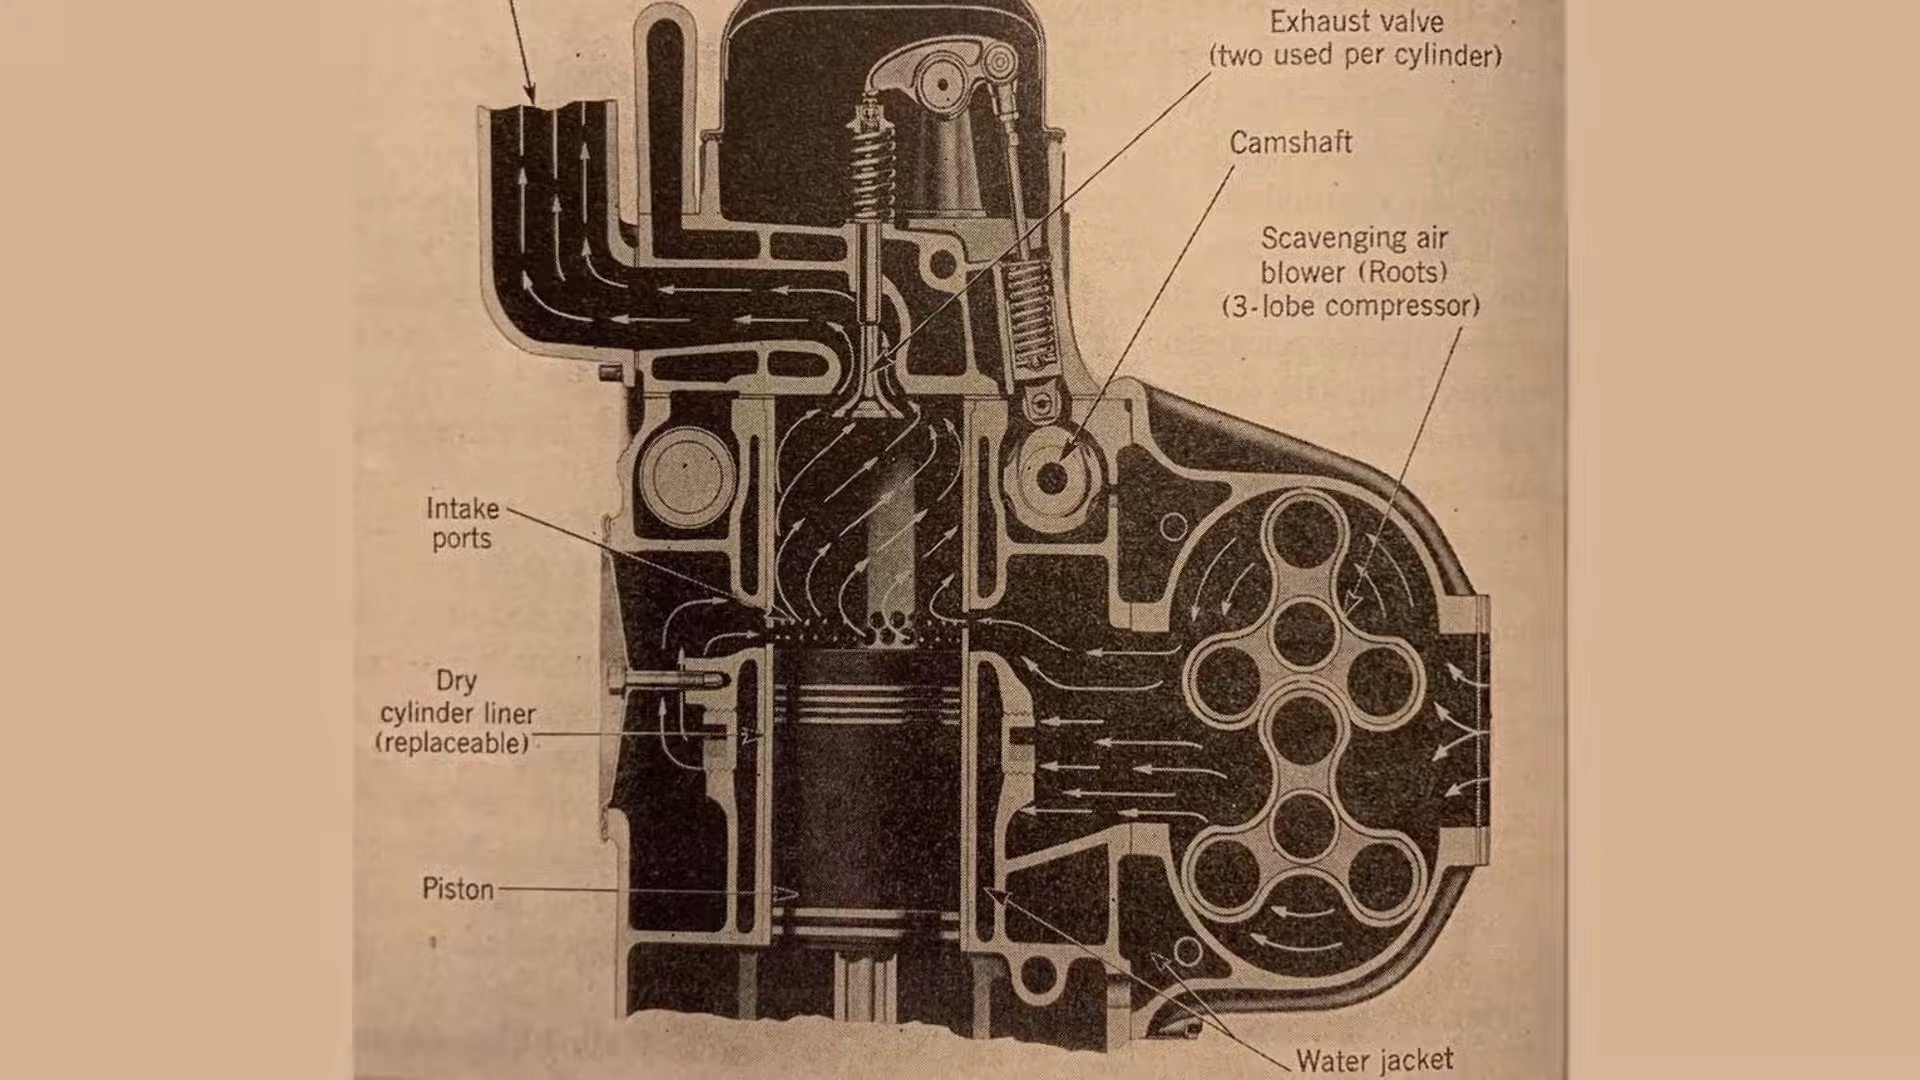 Exhaust valve
(two used per cylinder)
Camshaft
Scavenging air
blower (Roots)
(3-lobe compressor)
Intake
ports
Dry
cylinder liner
(replaceable)
Piston
Water jacket